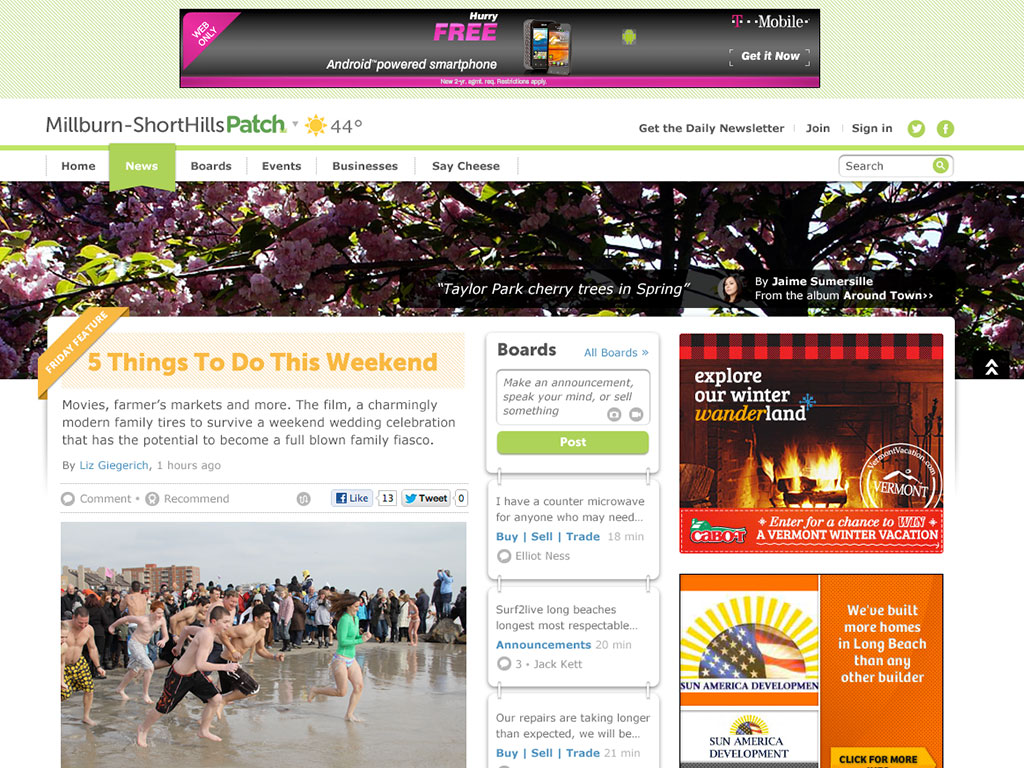 WEB
ONLY
Hurry
FREE
Android™powered smartphone
T··Mobile·
Get it Now
New 2-yr. agmt. req. Restrictions apply.
Millburn-ShortHillsPatch
44°
Get the Daily Newsletter
Join
Sign in
Home
News
Boards
Events
Businesses
Say Cheese
Search
“Taylor Park cherry trees in Spring”
By Jaime Sumersille
From the album Around Town››
FRIDAY FEATURE
5 Things To Do This Weekend
Movies, farmer’s markets and more. The film, a charmingly
modern family tires to survive a weekend wedding celebration
that has the potential to become a full blown family fiasco.
By Liz Giegerich, 1 hours ago
Comment • Recommend
Like
13
Tweet
0
Boards
All Boards »
Make an announcement,
speak your mind, or sell
something
Post
I have a counter microwave
for anyone who may need…
Buy | Sell | Trade 18 min
Elliot Ness
Surf2live long beaches
longest most respectable…
Announcements 20 min
3 • Jack Kett
Our repairs are taking longer
than expected, we will be…
Buy | Sell | Trade 21 min
explore
our winter
wanderland
VermontVacation.com
VERMONT
CABOT
Enter for a chance to WIN
A VERMONT WINTER VACATION
SUN AMERICA DEVELOPMEN
SUN AMERICA
DEVELOPMENT
We've built
more homes
in Long Beach
than any
other builder
CLICK FOR MORE